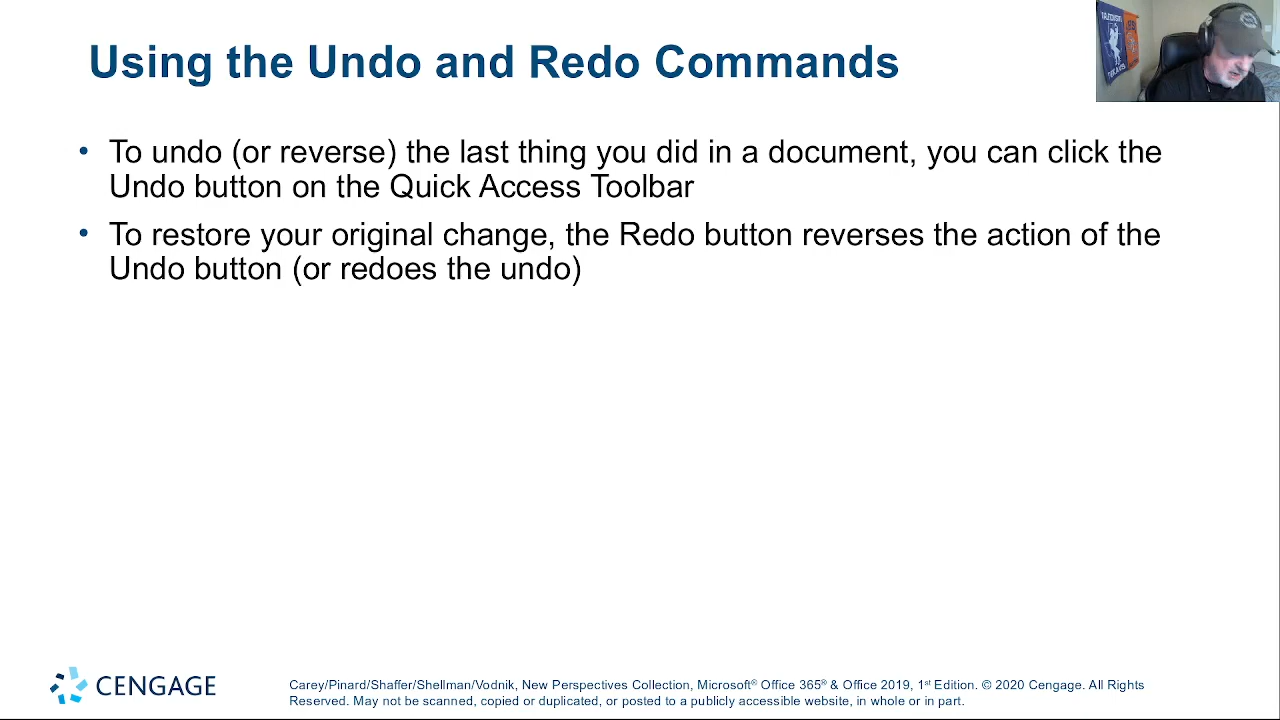 Using the Undo and Redo Commands
• To undo (or reverse) the last thing you did in a document, you can click the
Undo button on the Quick Access Toolbar
• To restore your original change, the Redo button reverses the action of the
Undo button (or redoes the undo)
CENGAGE
Carey/Pinard/Shaffer/Shellman/Vodnik, New Perspectives Collection, Microsoft® Office 365® & Office 2019, 1st Edition. © 2020 Cengage. All Rights
Reserved. May not be scanned, copied or duplicated, or posted to a publicly accessible website, in whole or in part.